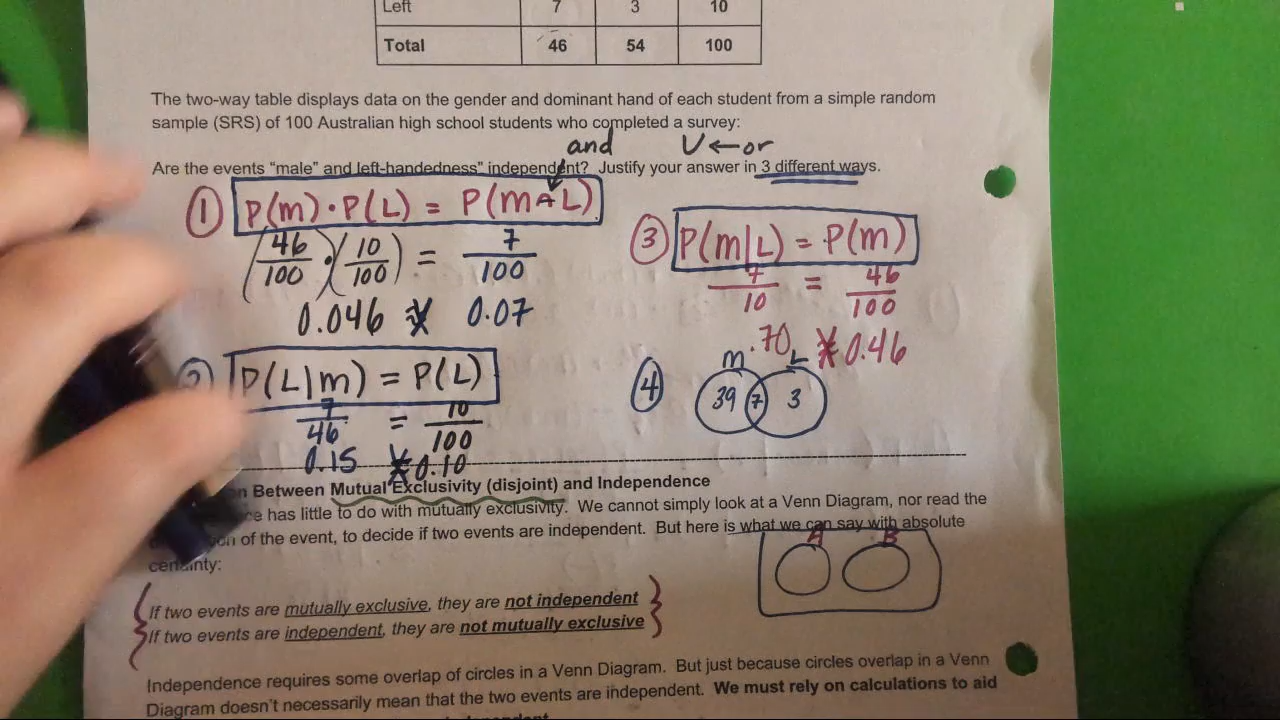 Left 7 3 10
Total 46 54 100
The two-way table displays data on the gender and dominant hand of each student from a simple random
sample (SRS) of 100 Australian high school students who completed a survey:
and U ← or
Are the events “male” and left-handedness” independent? Justify your answer in 3 different ways.
① P(m) · P(L) = P(m ∩ L)
(46/100) · (10/100) = 7/100
0.046 ≠ 0.07
② P(L|m) = P(L)
7/46 = 10/100
0.15 ≠ 0.10
③ P(m|L) = P(m)
7/10 = 46/100
.70 ≠ 0.46
④ m L
39 7 3
Between Mutual Exclusivity (disjoint) and Independence
has little to do with mutually exclusivity. We cannot simply look at a Venn Diagram, nor read the
of the event, to decide if two events are independent. But here is what we can say with absolute
certainty:
A B
If two events are mutually exclusive, they are not independent
If two events are independent, they are not mutually exclusive
Independence requires some overlap of circles in a Venn Diagram. But just because circles overlap in a Venn
Diagram doesn’t necessarily mean that the two events are independent. We must rely on calculations to aid